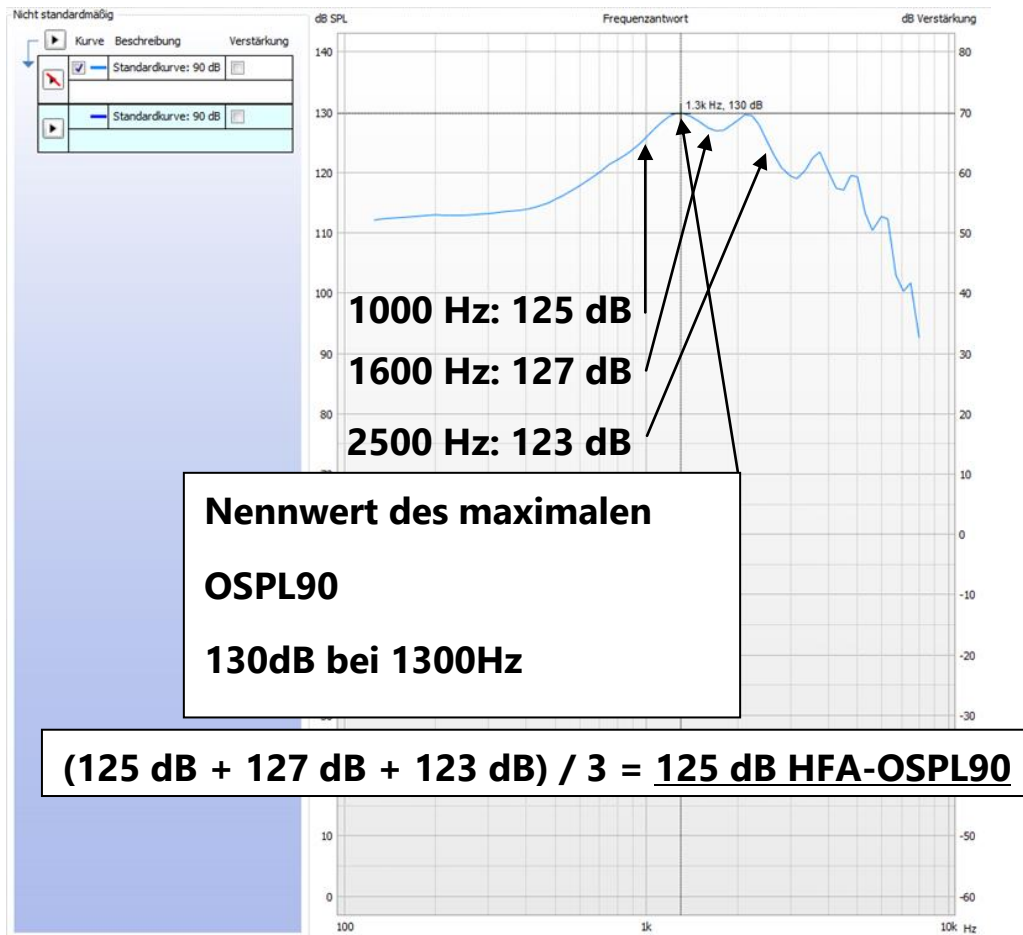 Nicht standardmäßig
Kurve Beschreibung Verstärkung
Standardkurve: 90 dB
Standardkurve: 90 dB
dB SPL Frequenzantwort dB Verstärkung
140 80
130 1.3k Hz, 130 dB 70
120 60
110 50
100 40
1000 Hz: 125 dB
90 30
1600 Hz: 127 dB
80 20
2500 Hz: 123 dB
10
Nennwert des maximalen
0
OSPL90
-10
130dB bei 1300Hz
-20
-30
(125 dB + 127 dB + 123 dB) / 3 = 125 dB HFA-OSPL90
10 -50
0 -60
100 1k 10k Hz